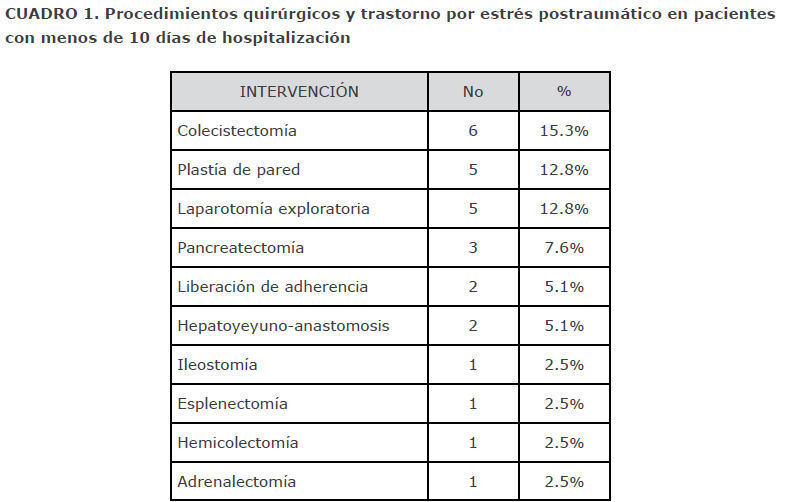 CUADRO 1. Procedimientos quirúrgicos y trastorno por estrés postraumático en pacientes
con menos de 10 días de hospitalización
INTERVENCIÓN No %
Colecistectomía 6 15.3%
Plastía de pared 5 12.8%
Laparotomía exploratoria 5 12.8%
Pancreatectomía 3 7.6%
Liberación de adherencia 2 5.1%
Hepatoyeyuno-anastomosis 2 5.1%
Ileostomía 1 2.5%
Esplenectomía 1 2.5%
Hemicolectomía 1 2.5%
Adrenalectomía 1 2.5%